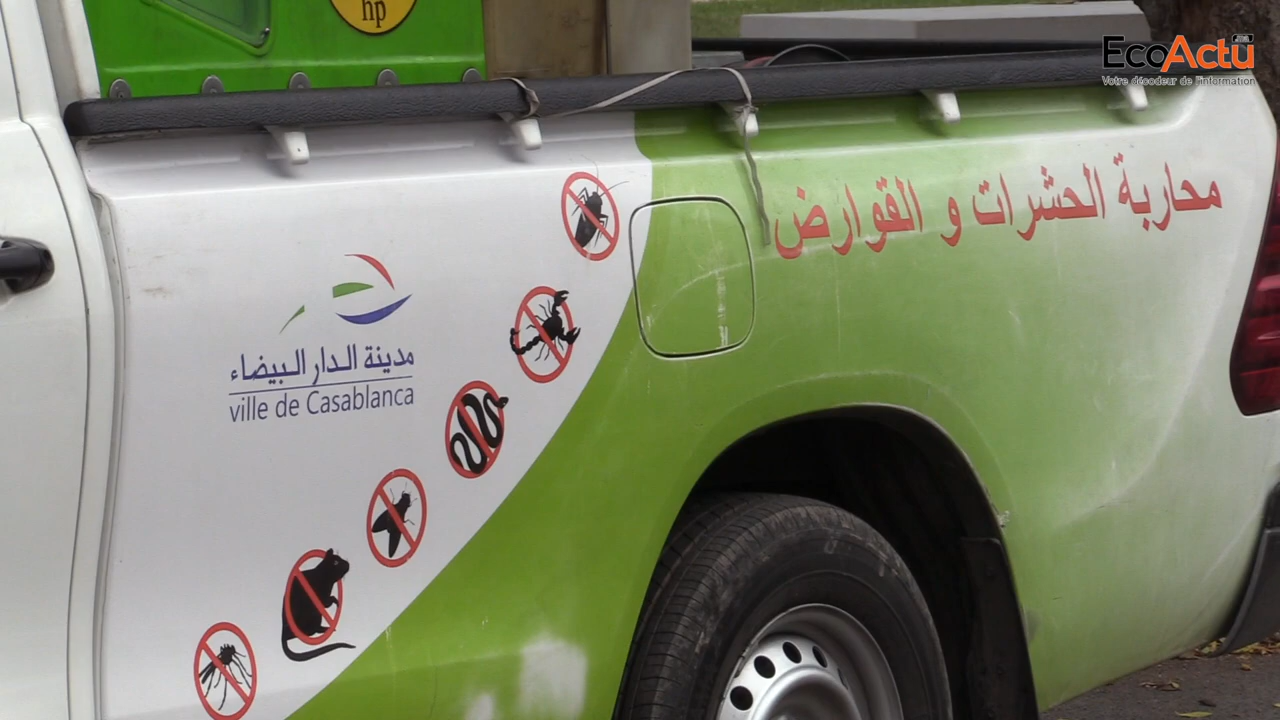 hp
EcoActu
Votre décodeur de l'information
محاربة الحشرات و القوارض
مدينة الدار البيضاء
ville de Casablanca